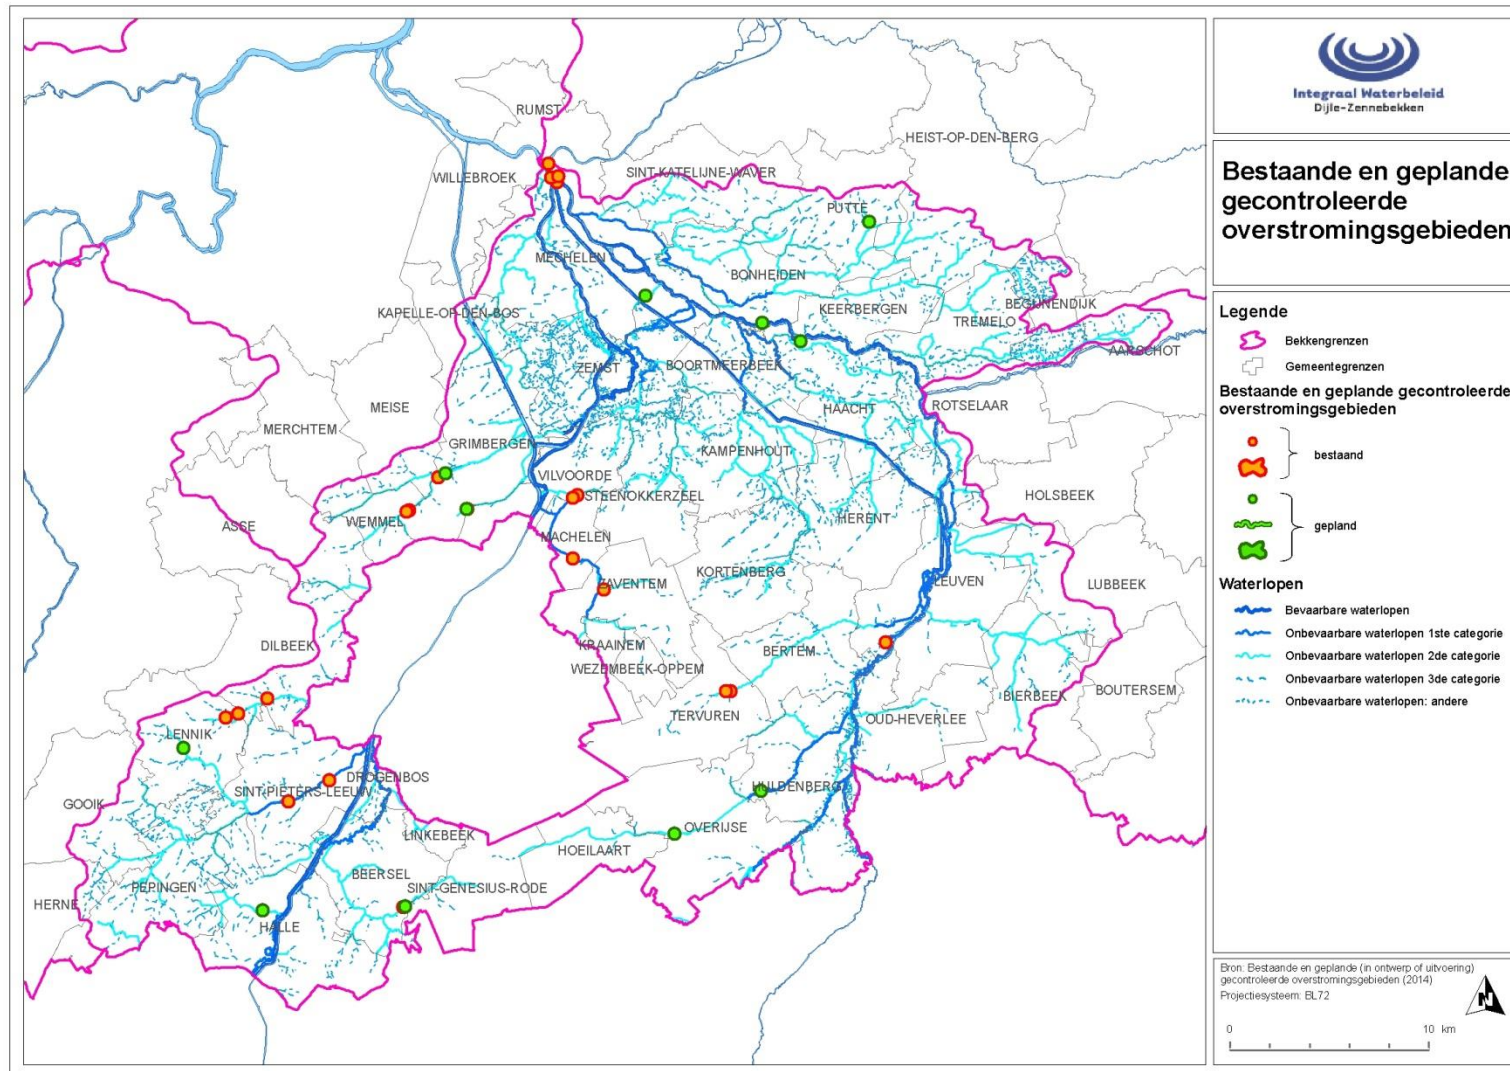 RUMST
HEIST-OP-DEN-BERG
WILLEBROEK
SINT-KATELIJNE-WAVER
PUTTE
MECHELEN
BONHEIDEN
KAPELLE-OP-DEN-BOS
KEERBERGEN
BEGIJNENDIJK
TREMELO
AARSCHOT
ZEMST
BOORTMEERBEEK
MEISE
HAACHT
ROTSELAAR
MERCHTEM
GRIMBERGEN
KAMPENHOUT
VILVOORDE
STEENOKKERZEEL
HOLSBEEK
ASSE
WEMMEL
HERENT
MACHELEN
KORTENBERG
ZAVENTEM
LEUVEN
LUBBEEK
DILBEEK
KRAAINEM
BERTEM
WEZEMBEEK-OPPEM
BIERBEEK
BOUTERSEM
TERVUREN
OUD-HEVERLEE
LENNIK
DROGENBOS
SINT-PIETERS-LEEUW
HULDENBERG
GOOIK
LINKEBEEK
OVERIJSE
HOEILAART
BEERSEL
SINT-GENESIUS-RODE
PEPINGEN
HERNE
HALLE
Integraal Waterbeleid
Dijle-Zennebekken
Bestaande en geplande
gecontroleerde
overstromingsgebieden
Legende
Bekkengrenzen
Gemeentegrenzen
Bestaande en geplande gecontroleerde
overstromingsgebieden
bestaand
gepland
Waterlopen
Bevaarbare waterlopen
Onbevaarbare waterlopen 1ste categorie
Onbevaarbare waterlopen 2de categorie
Onbevaarbare waterlopen 3de categorie
Onbevaarbare waterlopen: andere
Bron: Bestaande en geplande (in ontwerp of uitvoering)
gecontroleerde overstromingsgebieden (2014)
Projectiesysteem: BL72
N
0 10 km